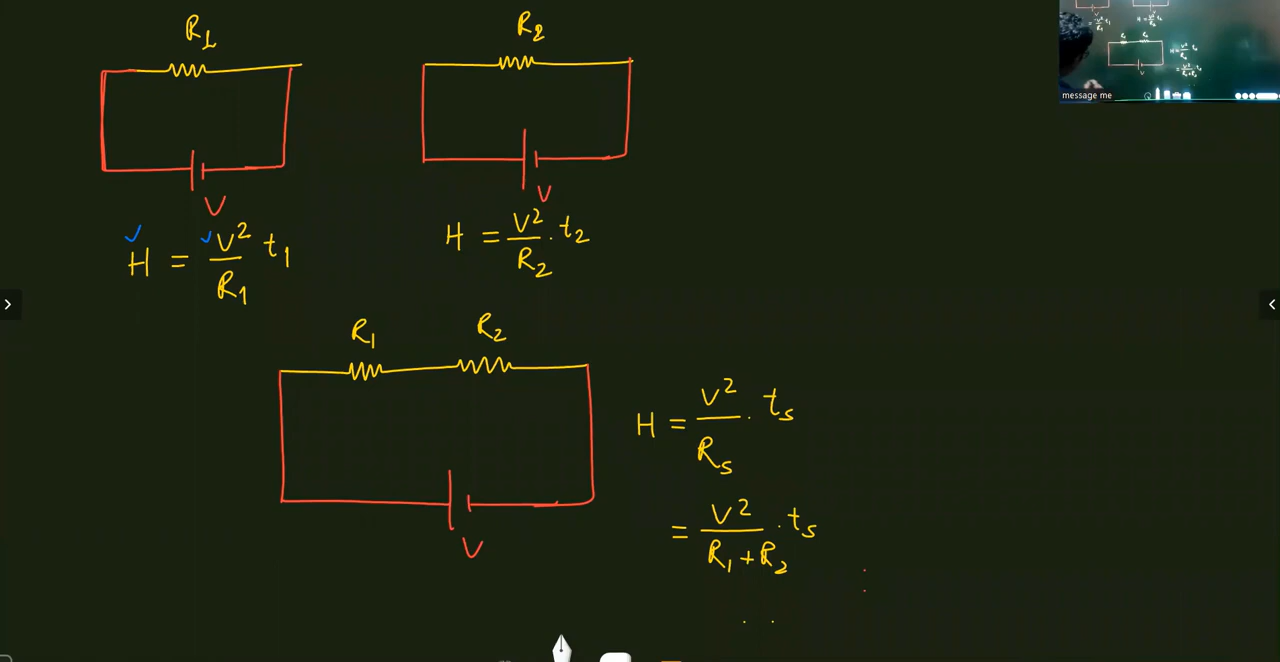 R₁
R₂
V
V
H = V²/R₁ t₁
H = V²/R₂ . t₂
R₁
R₂
V
H = V²/Rₛ . tₛ
= V²/R₁+R₂ . tₛ
message me